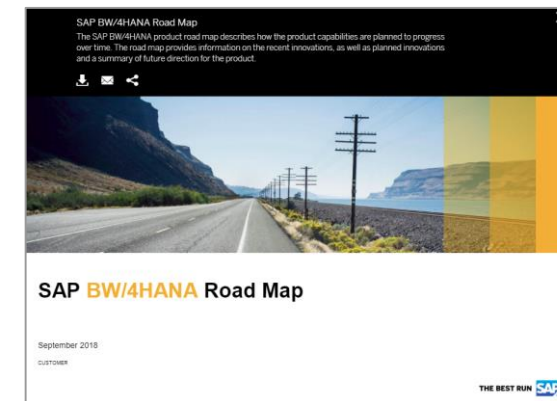 SAP BW/4HANA Road Map
The SAP BW/4HANA product road map describes how the product capabilities are planned to progress
over time. The road map provides information on the recent innovations, as well as planned innovations
and a summary of future direction for the product.
SAP BW/4HANA Road Map
September 2018
CUSTOMER
THE BEST RUN SAP